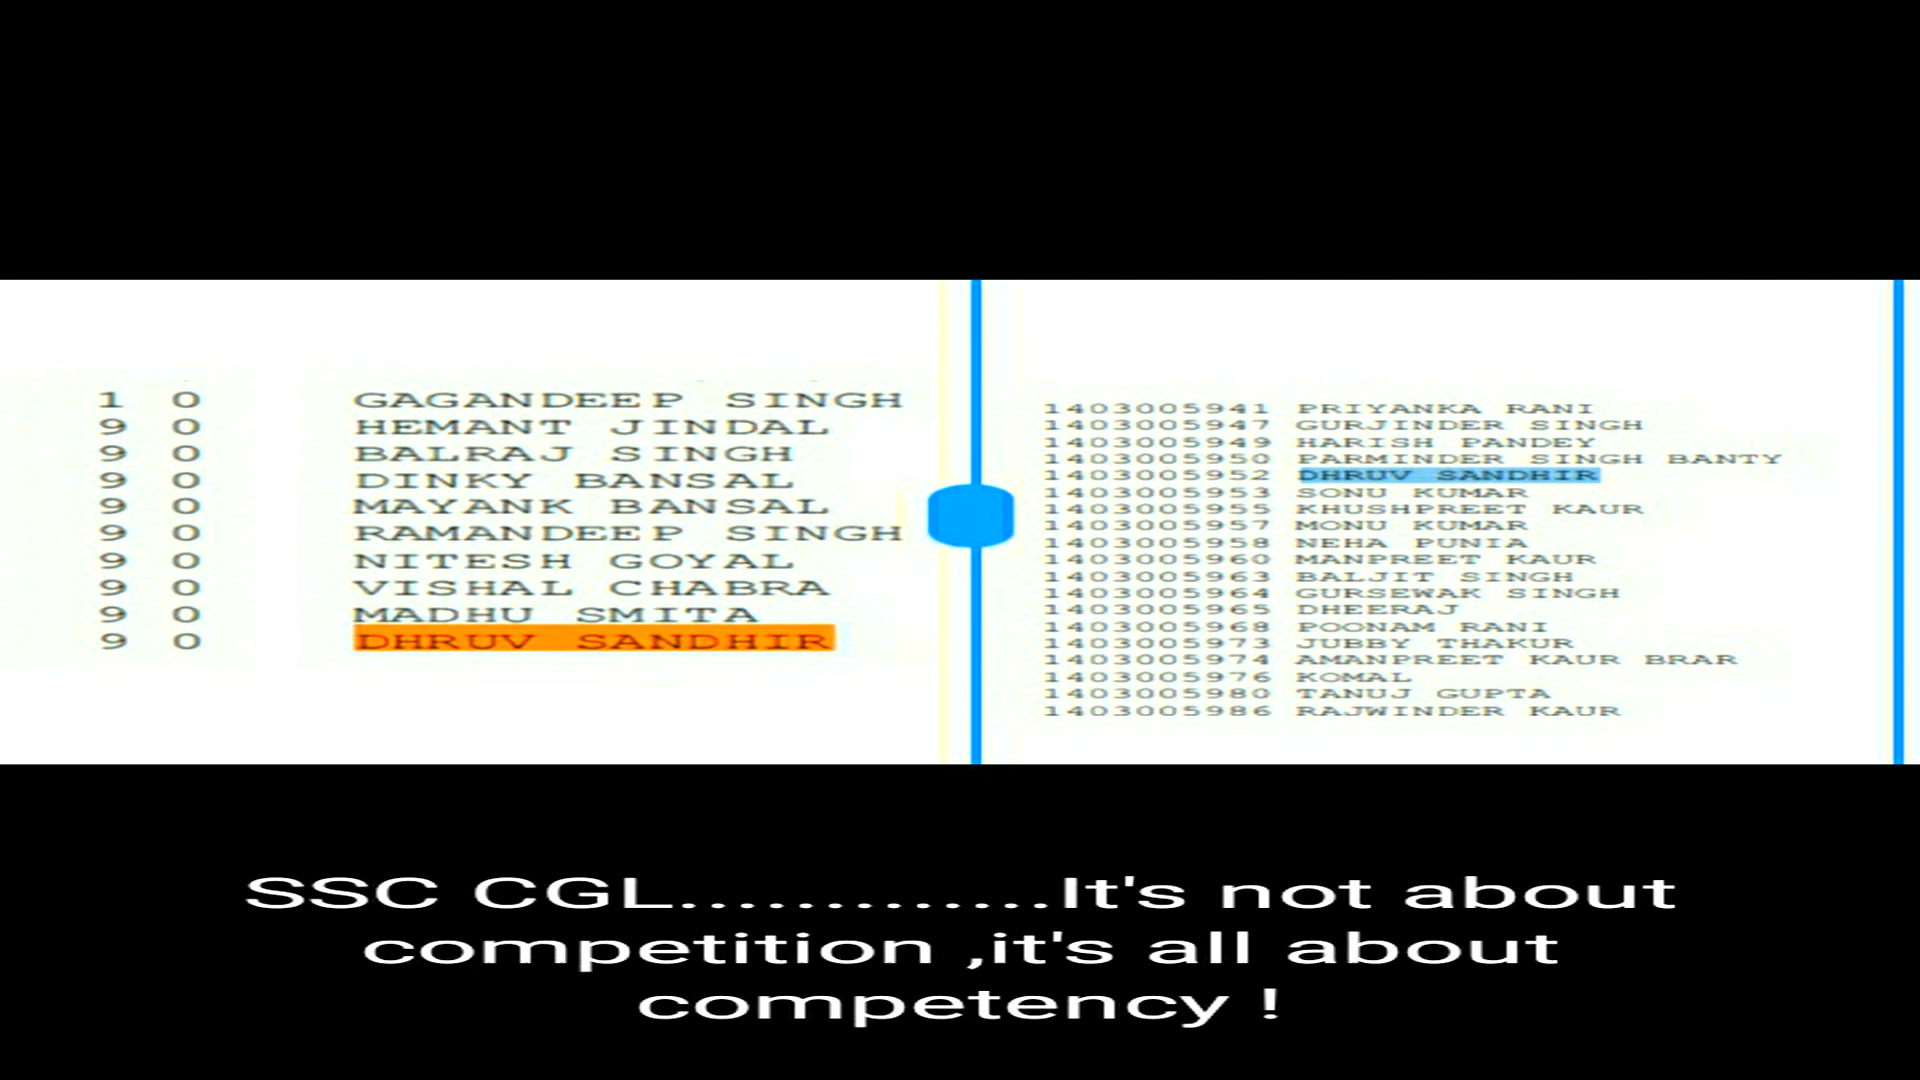 1 0 GAGANDEEP SINGH
9 0 HEMANT JINDAL
9 0 BALRAJ SINGH
9 0 DINKY BANSAL
9 0 MAYANK BANSAL
9 0 RAMANDEEP SINGH
9 0 NITESH GOYAL
9 0 VISHAL CHABRA
9 0 MADHU SMITA
9 0 DHRUV SANDHIR
1403005941 PRIYANKA RANI
1403005947 GURJINDER SINGH
1403005949 HARISH PANDEY
1403005950 PARMINDER SINGH BANTY
1403005952 DHRUV SANDHIR
1403005953 SONU KUMAR
1403005955 KHUSHPREET KAUR
1403005957 MONU KUMAR
1403005958 NEHA PUNIA
1403005960 MANPREET KAUR
1403005963 BALJIT SINGH
1403005964 GURSEWAK SINGH
1403005965 DHEERAJ
1403005968 POONAM RANI
1403005973 JUBBY THAKUR
1403005974 AMANPREET KAUR BRAR
1403005976 KOMAL
1403005980 TANUJ GUPTA
1403005986 RAJWINDER KAUR
SSC CGL.............It's not about
competition ,it's all about
competency !